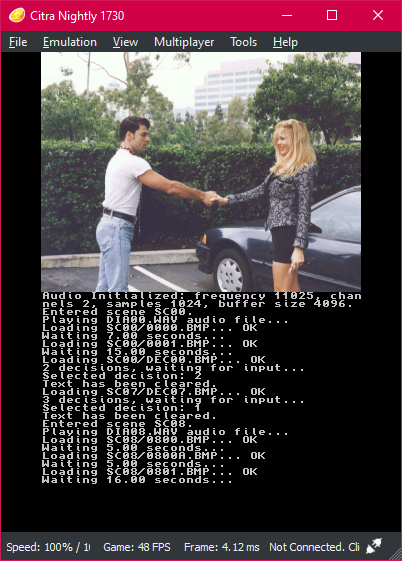 Citra Nightly 1730
File Emulation View Multiplayer Tools Help
Audio Initialized: frequency 11025, chan
nels 2, samples 1024, buffer size 4096.
Entered scene SC00.
Playing DIA00.WAV audio file...
Loading SC00/0000.BMP... OK
Waiting 7.00 seconds...
Loading SC00/0001.BMP... OK
Waiting 15.00 seconds...
Loading SC00/DEC00.BMP... OK
2 decisions, waiting for input...
Selected decision: 2
Text has been cleared.
Loading SC07/DEC07.BMP... OK
3 decisions, waiting for input...
Selected decision: 1
Text has been cleared.
Entered scene SC08.
Playing DIA08.WAV audio file...
Loading SC08/0800.BMP... OK
Waiting 5.00 seconds...
Loading SC08/0800A.BMP... OK
Waiting 5.00 seconds...
Loading SC08/0801.BMP... OK
Waiting 16.00 seconds...
Speed: 100% / 10 Game: 48 FPS Frame: 4.12 ms Not Connected. Cli